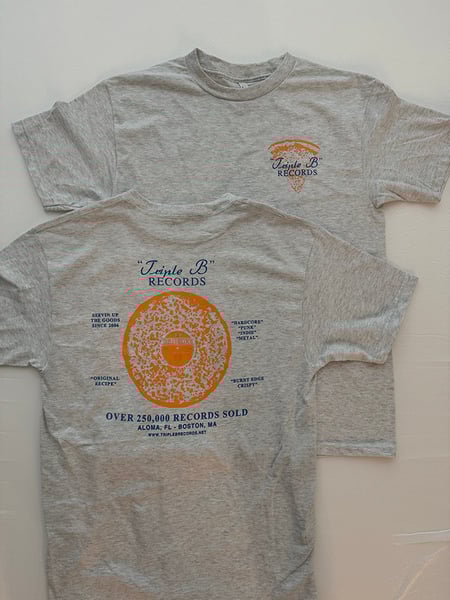 "Triple B"
RECORDS
"Triple B"
RECORDS
SERVIN UP
THE GOODS
SINCE 2006
"HARDCORE"
"PUNK"
"INDIE"
"METAL"
"ORIGINAL
RECIPE"
"BURNT EDGE
CRISPY"
OVER 250,000 RECORDS SOLD
ALOMA, FL - BOSTON, MA
WWW.TRIPLEBRECORDS.NET